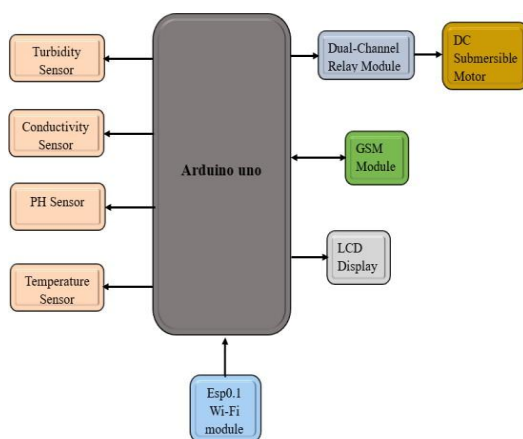 Turbidity
Sensor
Conductivity
Sensor
PH Sensor
Temperature
Sensor
Arduino uno
Dual-Channel
Relay Module
DC
Submersible
Motor
GSM
Module
LCD
Display
Esp0.1
Wi-Fi
module